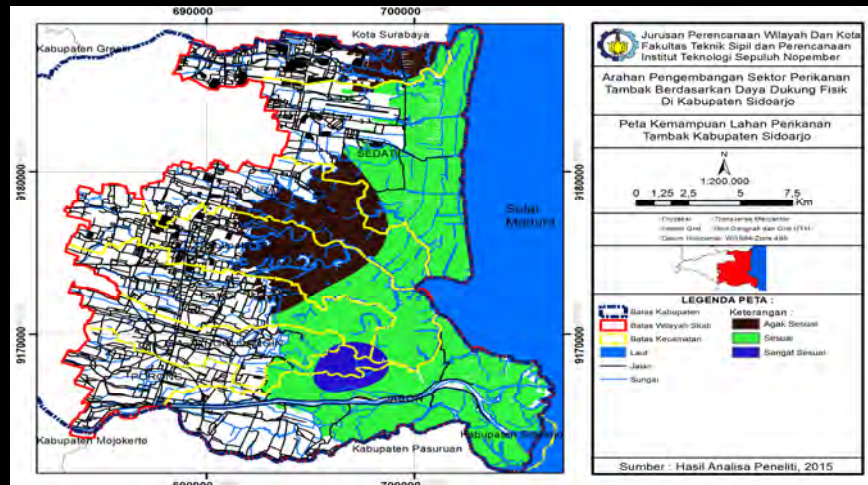 690000
700000
Kabupaten Gresik
Kota Surabaya
9180000
9180000
SEDATI
Selat
Madura
9170000
9170000
PORONG
JABON
Kabupaten Mojokerto
Kabupaten Pasuruan
690000
700000
Jurusan Perencanaan Wilayah Dan Kota
Fakultas Teknik Sipil dan Perencanaan
Institut Teknologi Sepuluh Nopember
Arahan Pengembangan Sektor Perikanan
Tambak Berdasarkan Daya Dukung Fisik
Di Kabupaten Sidoarjo
Peta Kemampuan Lahan Perikanan
Tambak Kabupaten Sidoarjo
N
1:200.000
0 1,25 2,5 5 7,5
Km
LEGENDA PETA :
Batas Kabupaten
Batas Wilayah Studi
Batas Kecamatan
Laut
Jalan
Sungai
Keterangan :
Agak Sesuai
Sesuai
Sangat Sesuai
Sumber : Hasil Analisa Peneliti, 2015